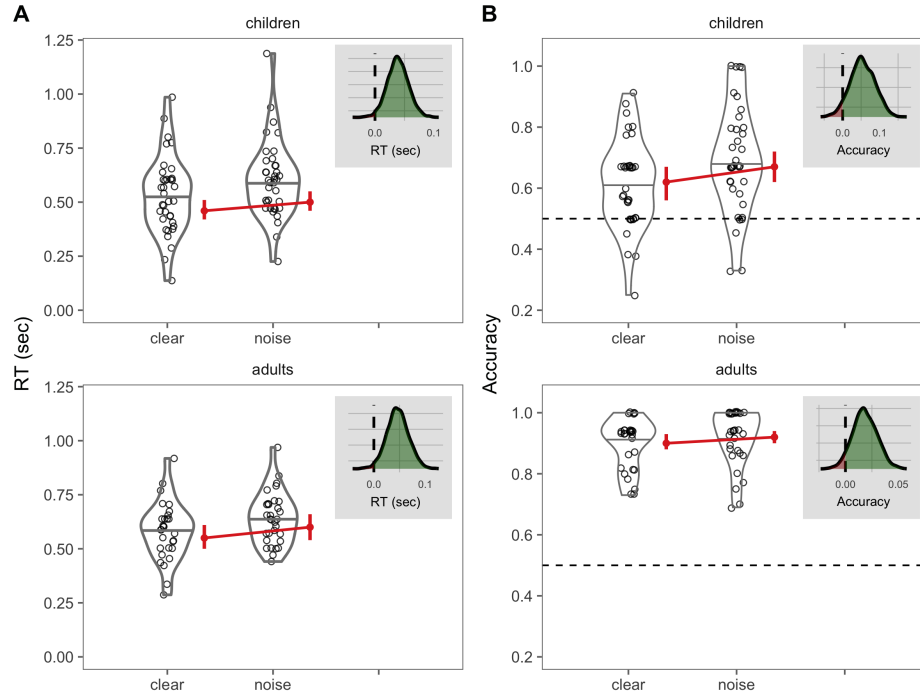 A
children
1.25
1.00
0.75
0.50
0.25
0.00
0.0 0.1
RT (sec)
clear noise
adults
1.25
1.00
0.75
0.50
0.25
0.00
0.0 0.1
RT (sec)
clear noise
RT (sec)
B
children
1.0
0.8
0.6
0.4
0.2
0.0 0.1
Accuracy
clear noise
adults
1.0
0.8
0.6
0.4
0.2
0.00 0.05
Accuracy
clear noise
Accuracy